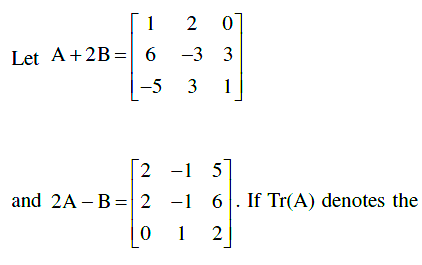 Let A + 2B = [1 2 0
6 −3 3
−5 3 1]
and 2A − B = [2 −1 5
2 −1 6
0 1 2]. If Tr(A) denotes the